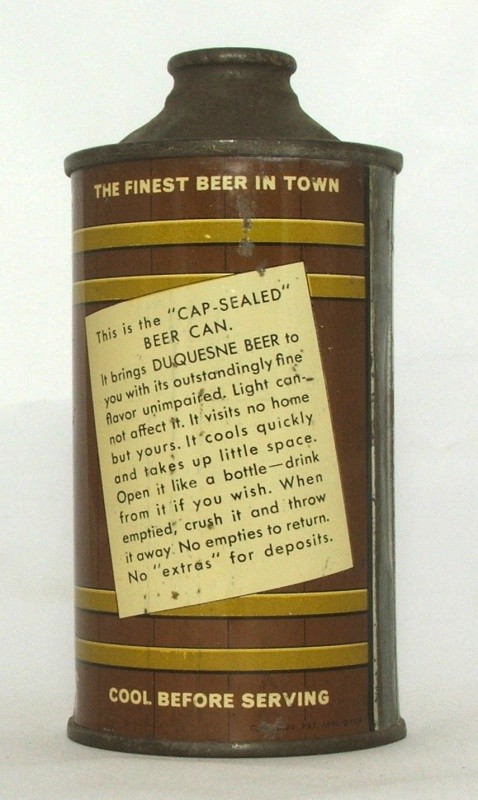 THE FINEST BEER IN TOWN
This is the "CAP-SEALED"
BEER CAN.
It brings DUQUESNE BEER to
you with its outstandingly fine
flavor unimpaired. Light can-
not affect it. It visits no home
but yours. It cools quickly
and takes up little space.
Open it like a bottle—drink
from it if you wish. When
emptied, crush it and throw
it away. No empties to return.
No "extras" for deposits.
COOL BEFORE SERVING